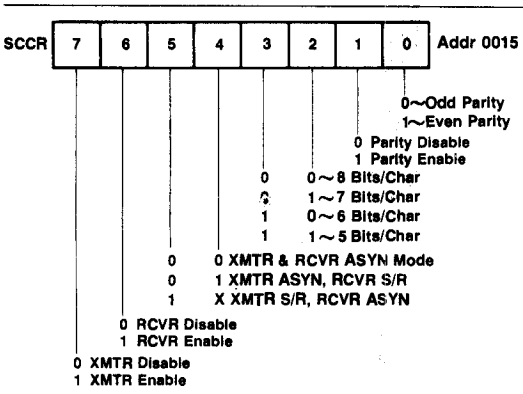 SCCR 7 6 5 4 3 2 1 0 Addr 0015
0~Odd Parity
1~Even Parity
0 Parity Disable
1 Parity Enable
0 0~8 Bits/Char
1~7 Bits/Char
1 0~6 Bits/Char
1 1~5 Bits/Char
0 0 XMTR & RCVR ASYN Mode
0 1 XMTR ASYN, RCVR S/R
1 X XMTR S/R, RCVR ASYN
0 RCVR Disable
1 RCVR Enable
0 XMTR Disable
1 XMTR Enable